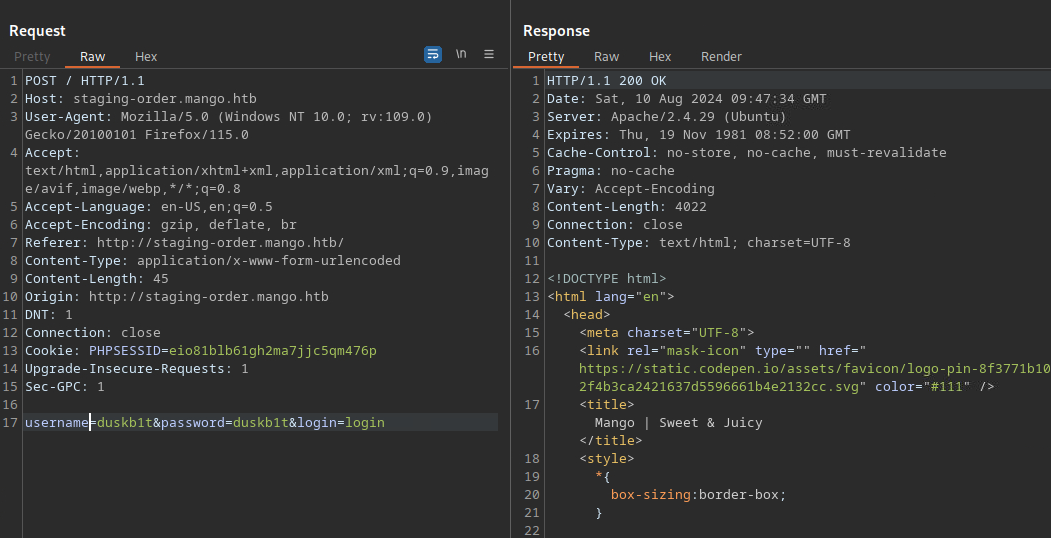 Request
Pretty Raw Hex \n
1 POST / HTTP/1.1
2 Host: staging-order.mango.htb
3 User-Agent: Mozilla/5.0 (Windows NT 10.0; rv:109.0)
Gecko/20100101 Firefox/115.0
4 Accept:
text/html,application/xhtml+xml,application/xml;q=0.9,imag
e/avif,image/webp,*/*;q=0.8
5 Accept-Language: en-US,en;q=0.5
6 Accept-Encoding: gzip, deflate, br
7 Referer: http://staging-order.mango.htb/
8 Content-Type: application/x-www-form-urlencoded
9 Content-Length: 45
10 Origin: http://staging-order.mango.htb
11 DNT: 1
12 Connection: close
13 Cookie: PHPSESSID=eio81blb61gh2ma7jjc5qm476p
14 Upgrade-Insecure-Requests: 1
15 Sec-GPC: 1
16
17 username=duskb1t&password=duskb1t&login=login
Response
Pretty Raw Hex Render
1 HTTP/1.1 200 OK
2 Date: Sat, 10 Aug 2024 09:47:34 GMT
3 Server: Apache/2.4.29 (Ubuntu)
4 Expires: Thu, 19 Nov 1981 08:52:00 GMT
5 Cache-Control: no-store, no-cache, must-revalidate
6 Pragma: no-cache
7 Vary: Accept-Encoding
8 Content-Length: 4022
9 Connection: close
10 Content-Type: text/html; charset=UTF-8
11
12 <!DOCTYPE html>
13 <html lang="en">
14 <head>
15 <meta charset="UTF-8">
16 <link rel="mask-icon" type="" href="
https://static.codepen.io/assets/favicon/logo-pin-8f3771b10
2f4b3ca2421637d5596661b4e2132cc.svg" color="#111" />
17 <title>
Mango | Sweet & Juicy
</title>
18 <style>
19 *{
20 box-sizing:border-box;
21 }
22